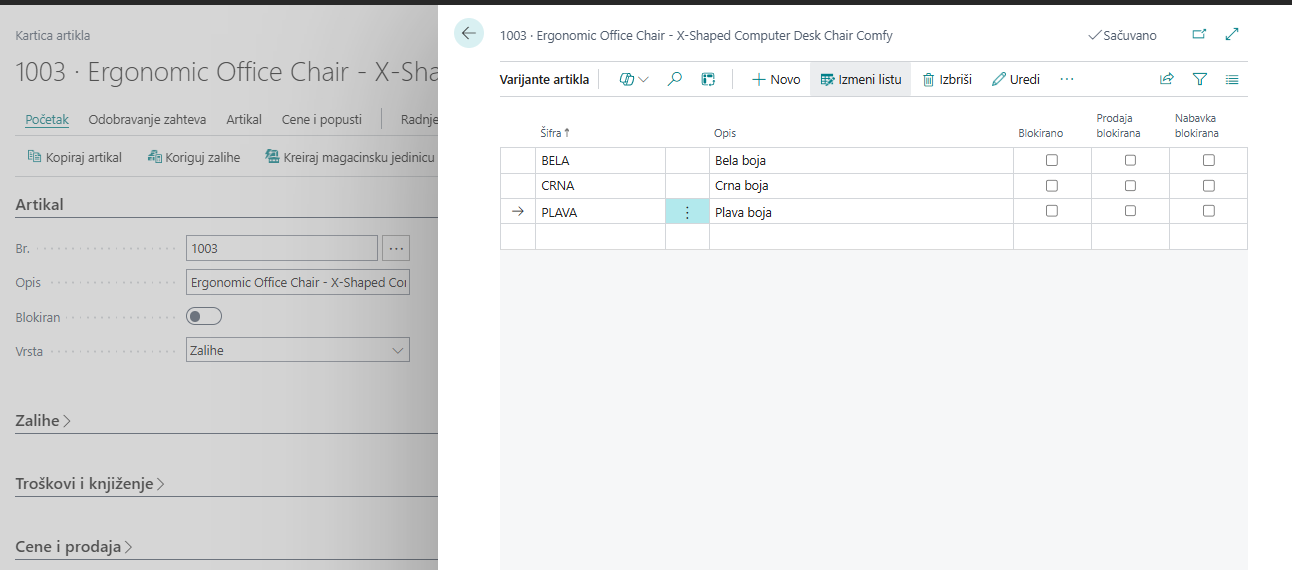 Kartica artikla
1003 · Ergonomic Office Chair - X-Sha
Početak Odobravanje zahteva Artikal Cene i popusti Radnje
Kopiraj artikal Koriguj zalihe Kreiraj magacinsku jedinicu
Artikal
Br. 1003 ...
Opis Ergonomic Office Chair - X-Shaped Co
Blokiran
Vrsta Zalihe
Zalihe
Troškovi i knjiženje
Cene i prodaja
1003 · Ergonomic Office Chair - X-Shaped Computer Desk Chair Comfy Sačuvano
Varijante artikla Novo Izmeni listu Izbriši Uredi ...
Šifra ↑ Opis Blokirano Prodaja blokirana Nabavka blokirana
BELA Bela boja
CRNA Crna boja
PLAVA Plava boja